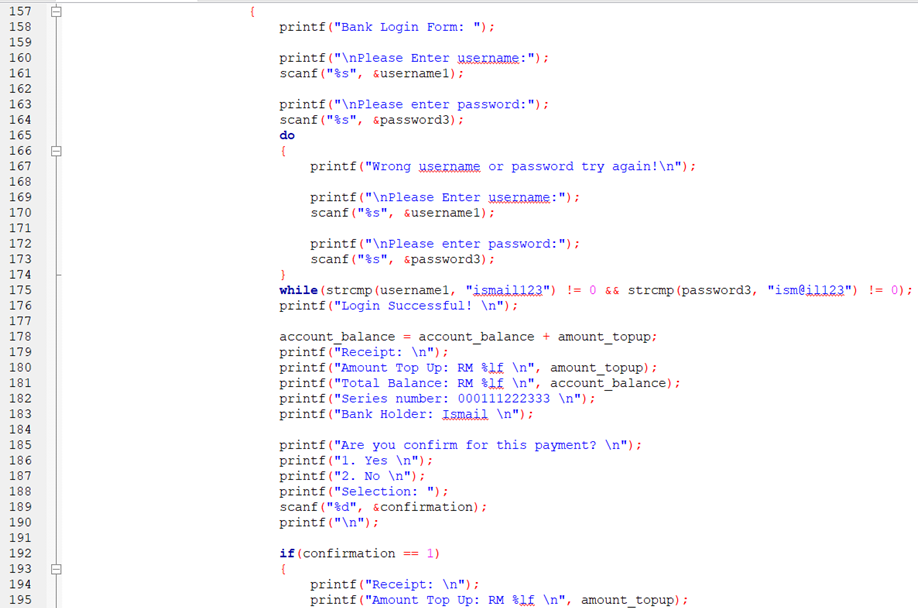 157 {
158 printf("Bank Login Form: ");
159
160 printf("\nPlease Enter username:");
161 scanf("%s", &username1);
162
163 printf("\nPlease enter password:");
164 scanf("%s", &password3);
165 do
166 {
167 printf("Wrong username or password try again!\n");
168
169 printf("\nPlease Enter username:");
170 scanf("%s", &username1);
171
172 printf("\nPlease enter password:");
173 scanf("%s", &password3);
174 }
175 while(strcmp(username1, "ismail123") != 0 && strcmp(password3, "ism@il123") != 0);
176 printf("Login Successful! \n");
177
178 account_balance = account_balance + amount_topup;
179 printf("Receipt: \n");
180 printf("Amount Top Up: RM %lf \n", amount_topup);
181 printf("Total Balance: RM %lf \n", account_balance);
182 printf("Series number: 000111222333 \n");
183 printf("Bank Holder: Ismail \n");
184
185 printf("Are you confirm for this payment? \n");
186 printf("1. Yes \n");
187 printf("2. No \n");
188 printf("Selection: ");
189 scanf("%d", &confirmation);
190 printf("\n");
191
192 if(confirmation == 1)
193 {
194 printf("Receipt: \n");
195 printf("Amount Top Up: RM %lf \n", amount_topup);